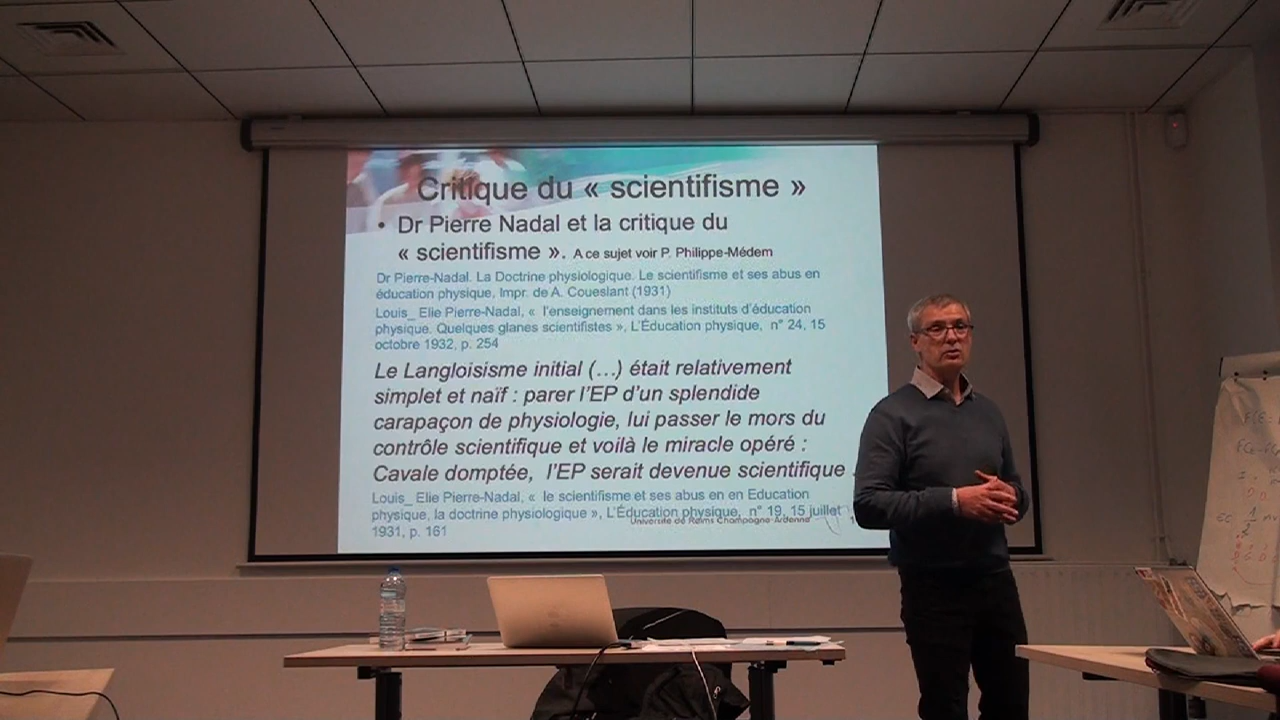 Critique du « scientifisme »
• Dr Pierre Nadal et la critique du
« scientifisme ». A ce sujet voir P. Philippe-Médem
Dr Pierre-Nadal. La Doctrine physiologique. Le scientifisme et ses abus en
éducation physique, Impr. de A. Coueslant (1931)
Louis_ Elie Pierre-Nadal, « l'enseignement dans les instituts d'éducation
physique. Quelques glanes scientifistes », L'Éducation physique, n° 24, 15
octobre 1932, p. 254
Le Langloisisme initial (…) était relativement
simplet et naïf : parer l'EP d'un splendide
carapaçon de physiologie, lui passer le mors du
contrôle scientifique et voilà le miracle opéré :
Cavale domptée, l'EP serait devenue scientifique .
Louis_ Elie Pierre-Nadal, « le scientifisme et ses abus en en Education
physique, la doctrine physiologique », L'Éducation physique, n° 19, 15 juillet
1931, p. 161
Université de Reims Champagne-Ardenne